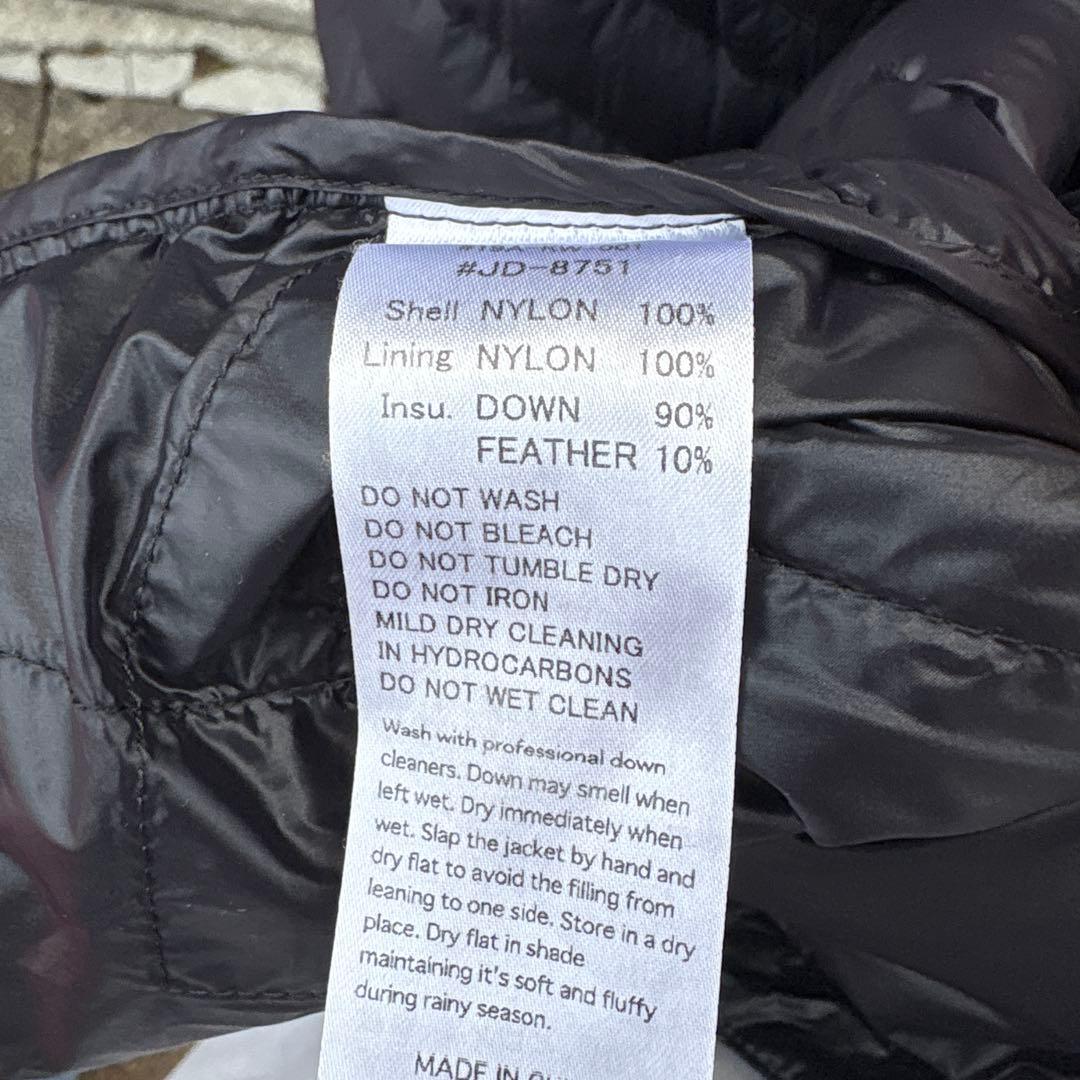 #JD-8751
Shell NYLON 100%
Lining NYLON 100%
Insu. DOWN 90%
FEATHER 10%
DO NOT WASH
DO NOT BLEACH
DO NOT TUMBLE DRY
DO NOT IRON
MILD DRY CLEANING
IN HYDROCARBONS
DO NOT WET CLEAN
Wash with professional down
cleaners. Down may smell when
left wet. Dry immediately when
wet. Slap the jacket by hand and
dry flat to avoid the filling from
leaning to one side. Store in a dry
place. Dry flat in shade
maintaining it's soft and fluffy
during rainy season.
MADE IN